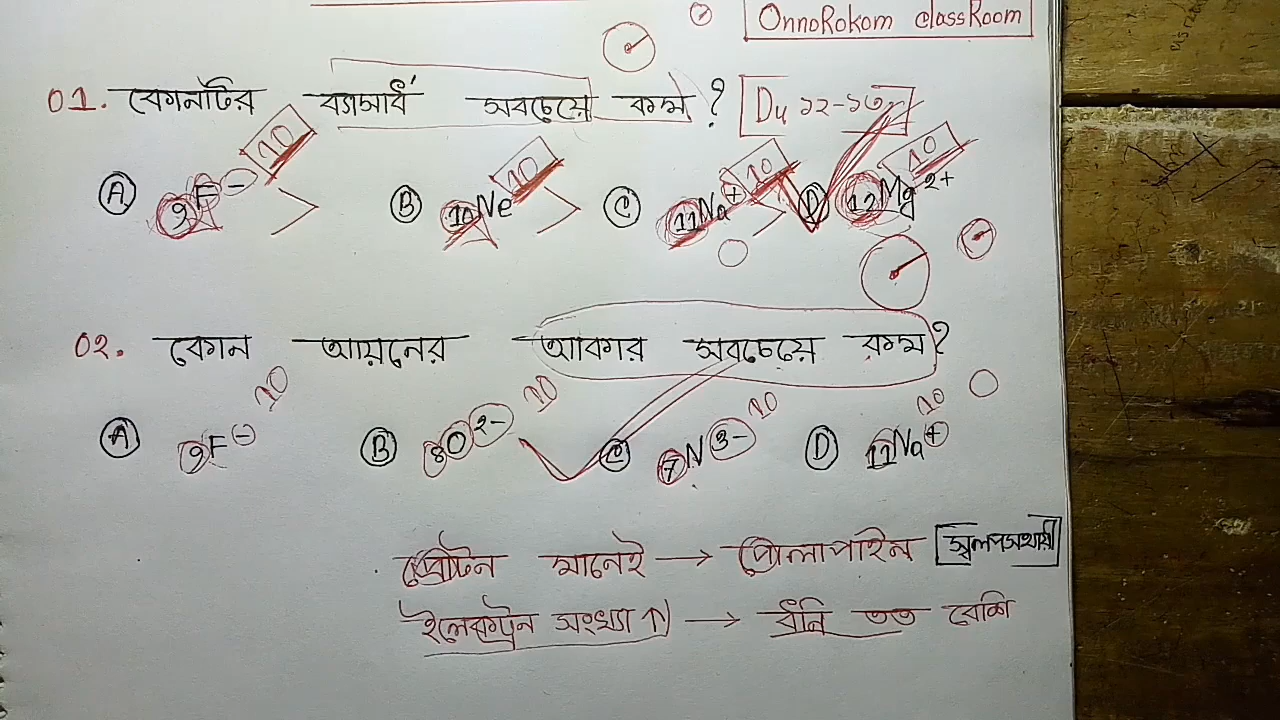 OnnoRokom classRoom
01. কোনটির ব্যাসার্ধ সবচেয়ে কম? Du ১২-১৩
10 10 10 10
A ₉F⁻ > B ₁₀Ne > C ₁₁Na⁺ > D ₁₂Mg²⁺
02. কোন আয়নের আকার সবচেয়ে কম?
10 10 10 10
A ₉F⁻ B ₈O²⁻ C ₇N³⁻ D ₁₁Na⁺
প্রোটন মানেই → পোলাপাইন স্বল্পস্থায়ী
ইলেকট্রন সংখ্যা ↑ → তত বেশি